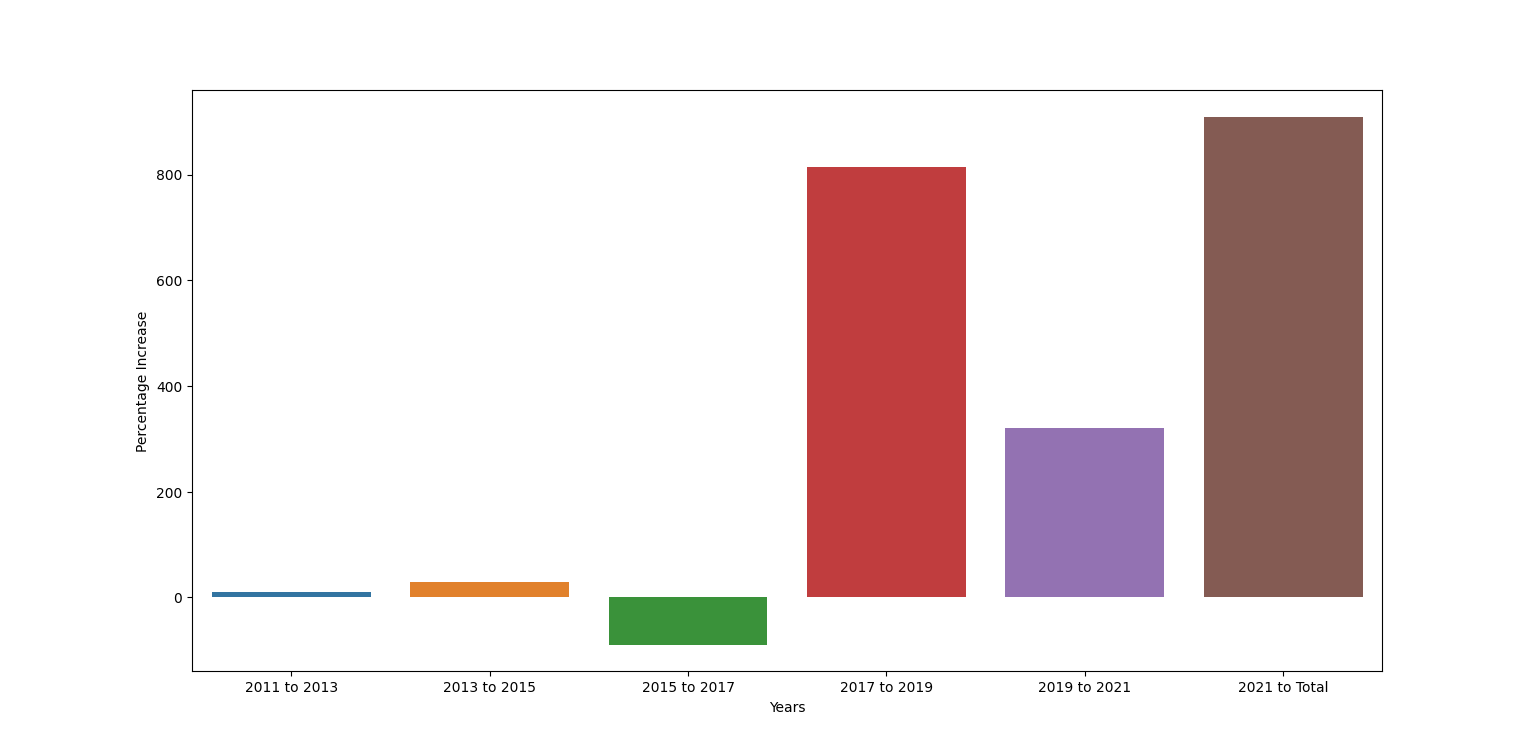 Percentage Increase
800
600
400
200
0
2011 to 2013
2013 to 2015
2015 to 2017
2017 to 2019
2019 to 2021
2021 to Total
Years